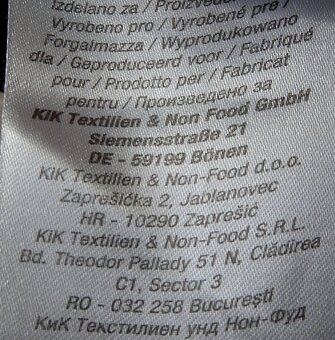 Izdelano za / Proizvede
Vyrobeno pro / Vyrobené pre /
Forgalmazza / Wyprodukowano
dla / Geproduceerd voor / Fabriqué
pour / Prodotto per / Fabricat
pentru / Произведено за
KiK Textilien & Non Food GmbH
Siemensstraße 21
DE - 59199 Bönen
KiK Textilien & Non-Food d.o.o.
Zaprešićka 2, Jablanovec
HR - 10290 Zaprešić
KiK Textilien & Non-Food S.R.L.
Bd. Theodor Pallady 51 N, Clădirea
C1, Sector 3
RO - 032 258 Bucureşti
КиК Текстилиен унд Нон-Фуд